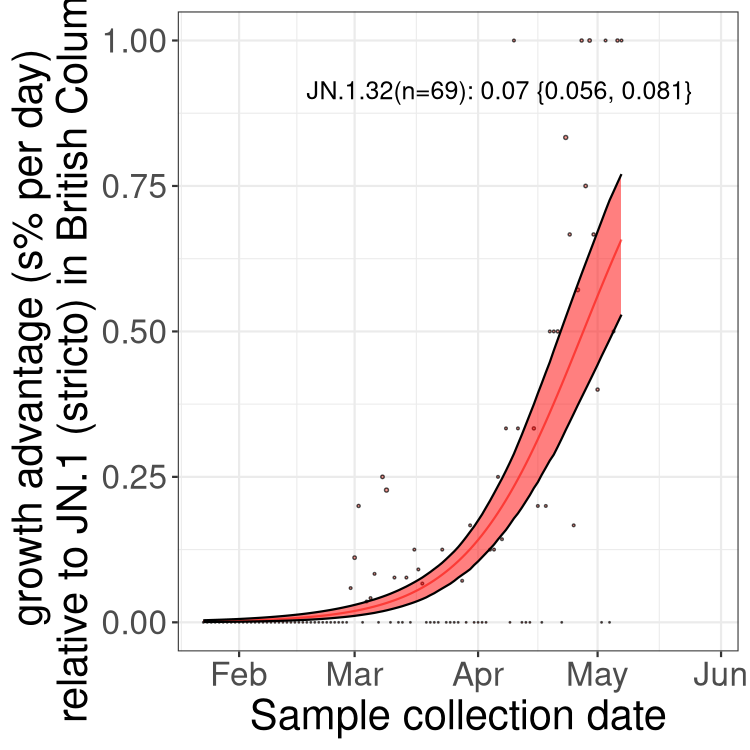 growth advantage (s% per day)
relative to JN.1 (stricto) in British Colum
1.00
0.75
0.50
0.25
0.00
JN.1.32(n=69): 0.07 {0.056, 0.081}
Feb Mar Apr May Jun
Sample collection date